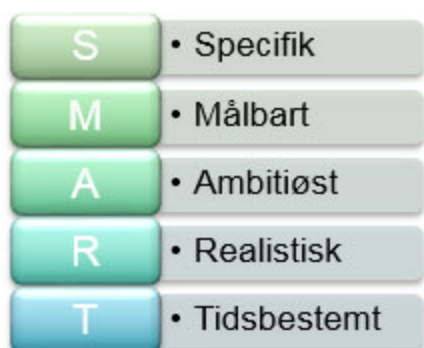 S • Specifik
M • Målbart
A • Ambitiøst
R • Realistisk
T • Tidsbestemt